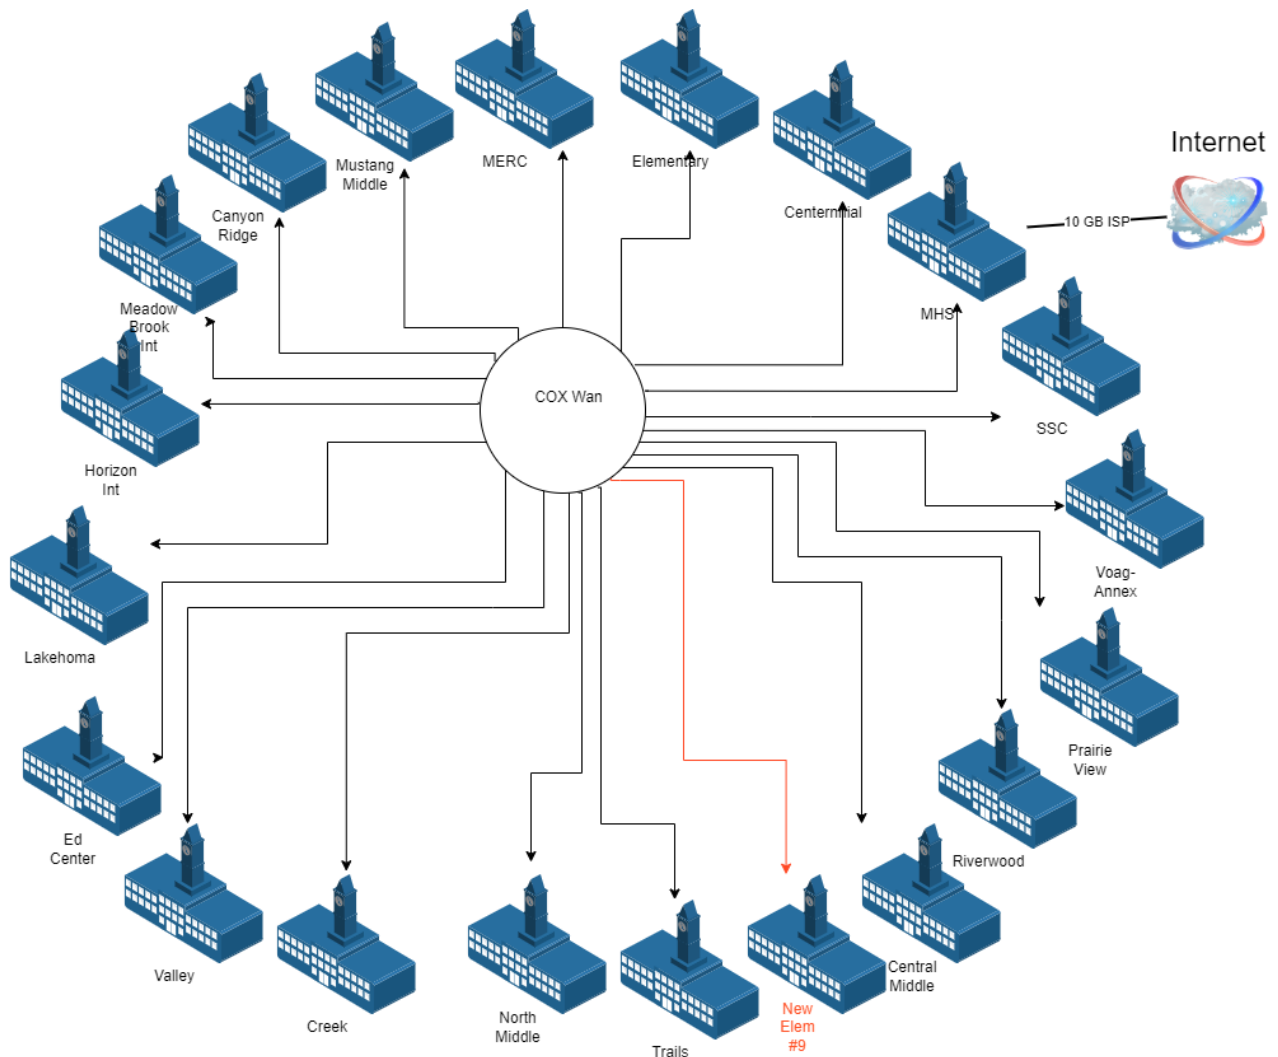 Internet
Mustang
Middle
MERC
Elementary
Canyon
Ridge
Centernnial
10 GB ISP
Meadow
Brook
Int
MHS
COX Wan
SSC
Horizon
Int
Voag-
Annex
Lakehoma
Prairie
View
Ed
Center
Riverwood
Valley
Central
Middle
Creek
North
Middle
New
Elem
#9
Trails